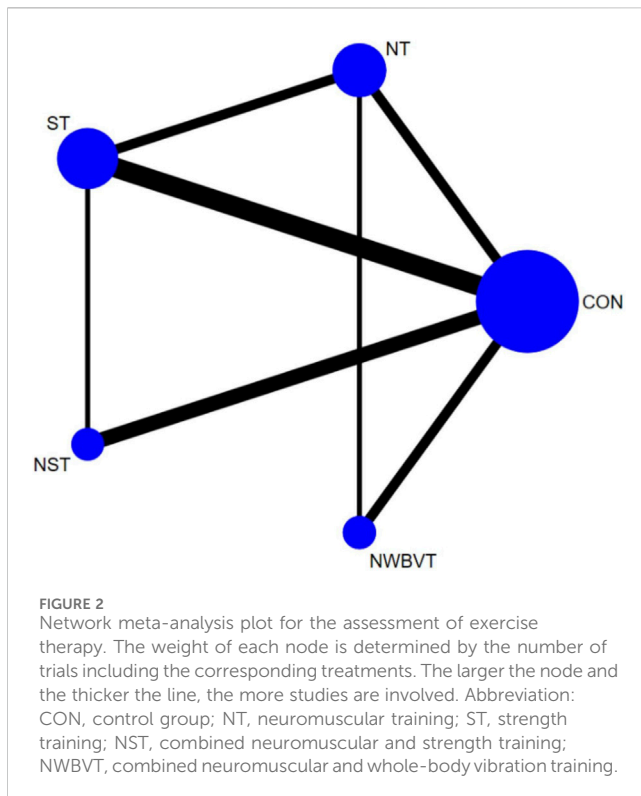 NT
ST
CON
NST
NWBVT
FIGURE 2
Network meta-analysis plot for the assessment of exercise
therapy. The weight of each node is determined by the number of
trials including the corresponding treatments. The larger the node and
the thicker the line, the more studies are involved. Abbreviation:
CON, control group; NT, neuromuscular training; ST, strength
training; NST, combined neuromuscular and strength training;
NWBVT, combined neuromuscular and whole-body vibration training.